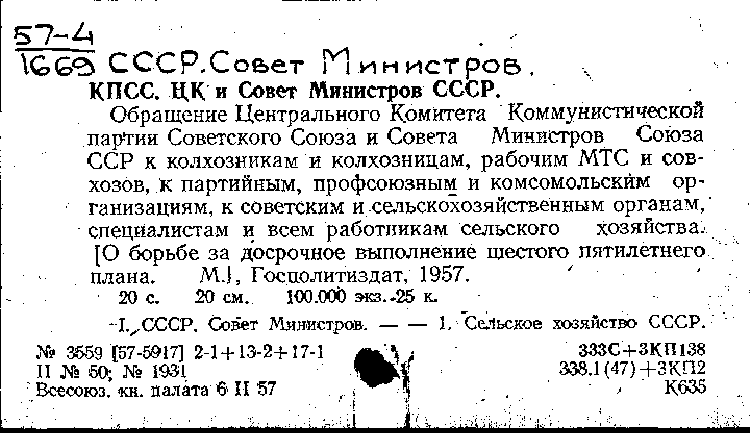 57-4
1669 СССР. Совет Министров.
КПСС. ЦК и Совет Министров СССР.
Обращение Центрального Комитета Коммунистической
партии Советского Союза и Совета Министров Союза
ССР к колхозникам и колхозницам, рабочим МТС и сов-
хозов, к партийным, профсоюзным и комсомольским ор-
ганизациям, к советским и сельскохозяйственным органам,
специалистам и всем работникам сельского хозяйства.
[О борьбе за досрочное выполнение шестого пятилетнего
плана. М.], Госполитиздат, 1957.
20 с. 20 см. 100.000 экз. 25 к.
-I. СССР. Совет Министров. — — 1. Сельское хозяйство СССР.
№ 3559 [57-5917] 2-1+13-2+17-1 333С+3КП138
П № 50; № 1931 338.1(47)+3КП2
Всесоюз. кн. палата 6 II 57 К635